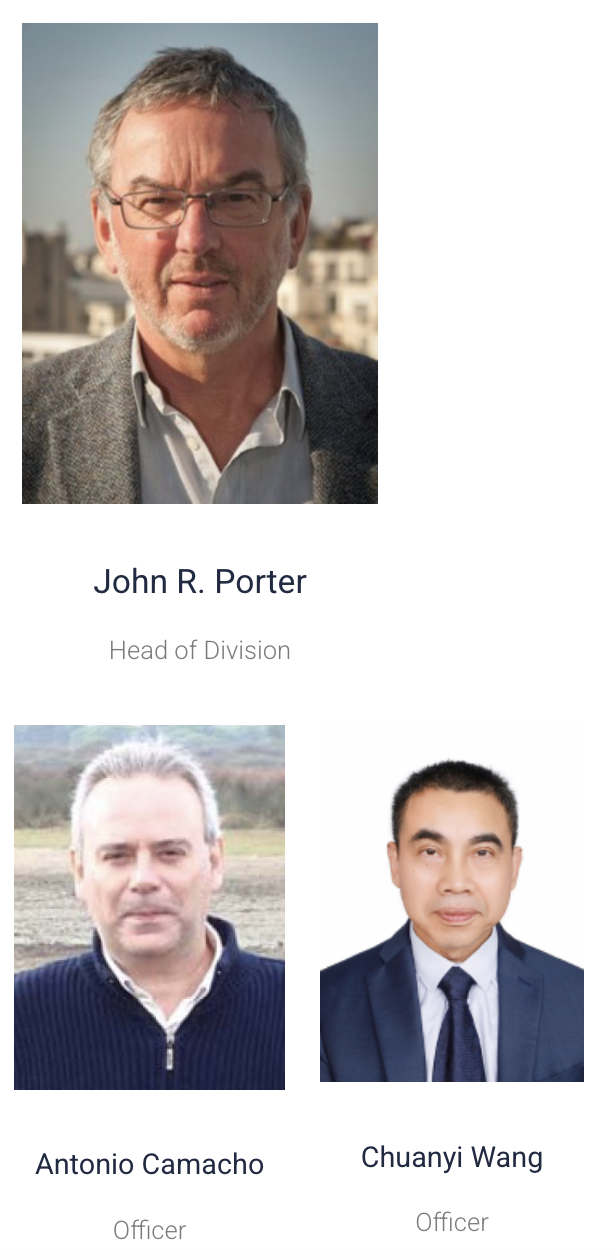 John R. Porter
Head of Division
Antonio Camacho
Chuanyi Wang
Officer
Officer